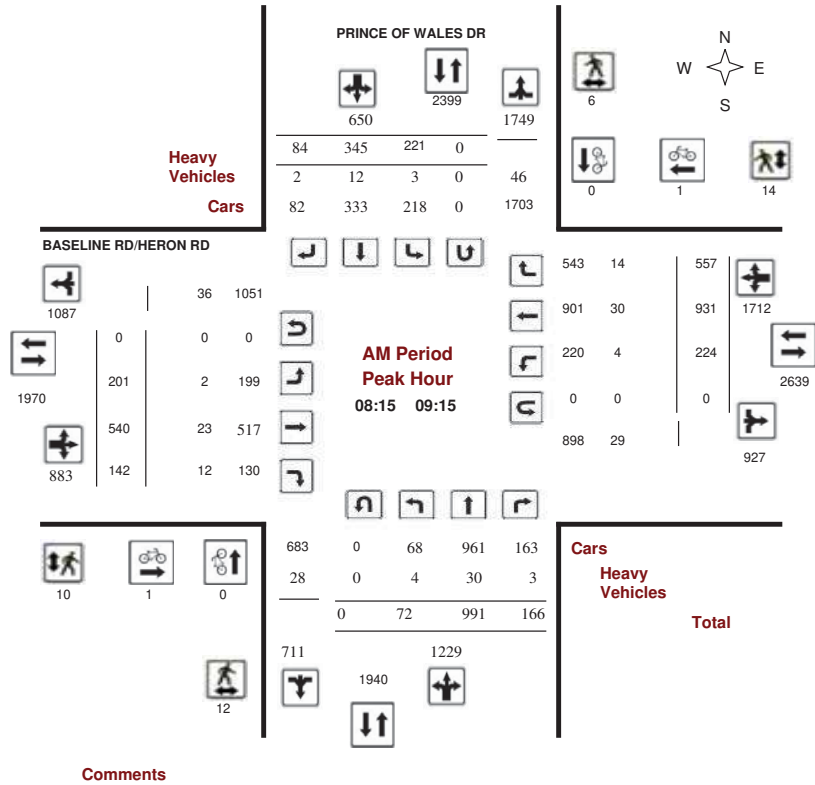 PRINCE OF WALES DR
N
W E
S
2399
6
650 1749
84 345 221 0
Heavy
Vehicles
2 12 3 0 46
0 1 14
Cars
82 333 218 0 1703
BASELINE RD/HERON RD
543 14 557
1087
36 1051
1712
901 30 931
0 0 0
AM Period
Peak Hour
220 4 224
2639
1970
201 2 199
08:15 09:15
0 0 0
540 23 517
898 29
927
883
142 12 130
683 0 68 961 163
Cars
28 0 4 30 3
Heavy
Vehicles
10 1 0
0 72 991 166
Total
711 1940 1229
12
Comments